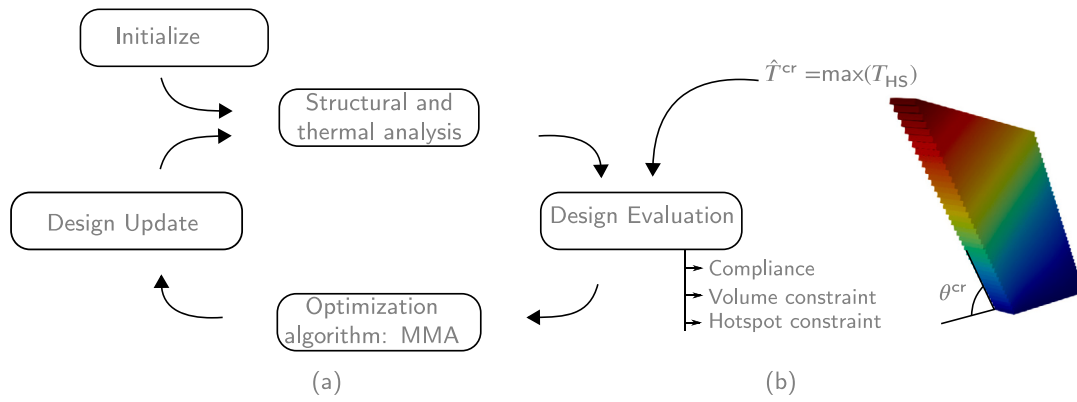 Initialize
Structural and
thermal analysis
Design Update
Optimization
algorithm: MMA
(a)
T̂ᶜʳ =max(T_HS)
Design Evaluation
Compliance
Volume constraint
Hotspot constraint
θᶜʳ
(b)